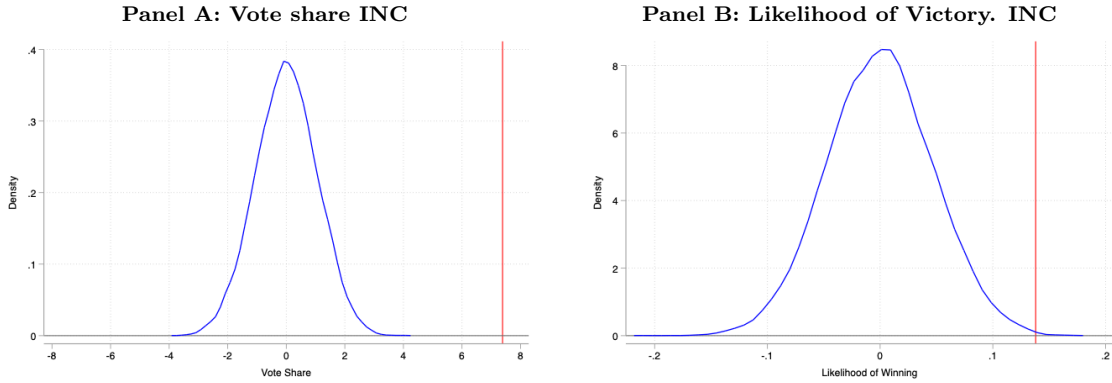 Panel A: Vote share INC
.4
.3
.2
.1
0
Density
-8 -6 -4 -2 0 2 4 6 8
Vote Share
Panel B: Likelihood of Victory. INC
8
6
4
2
0
Density
-.2 -.1 0 .1 .2
Likelihood of Winning